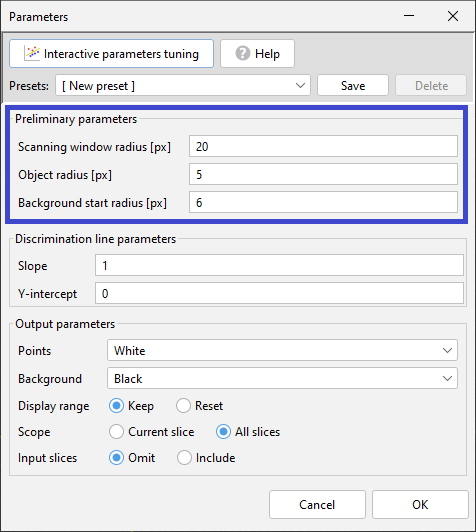 Parameters
Interactive parameters tuning
Help
Presets: [ New preset ] Save Delete
Preliminary parameters
Scanning window radius [px] 20
Object radius [px] 5
Background start radius [px] 6
Discrimination line parameters
Slope 1
Y-intercept 0
Output parameters
Points White
Background Black
Display range Keep Reset
Scope Current slice All slices
Input slices Omit Include
Cancel OK